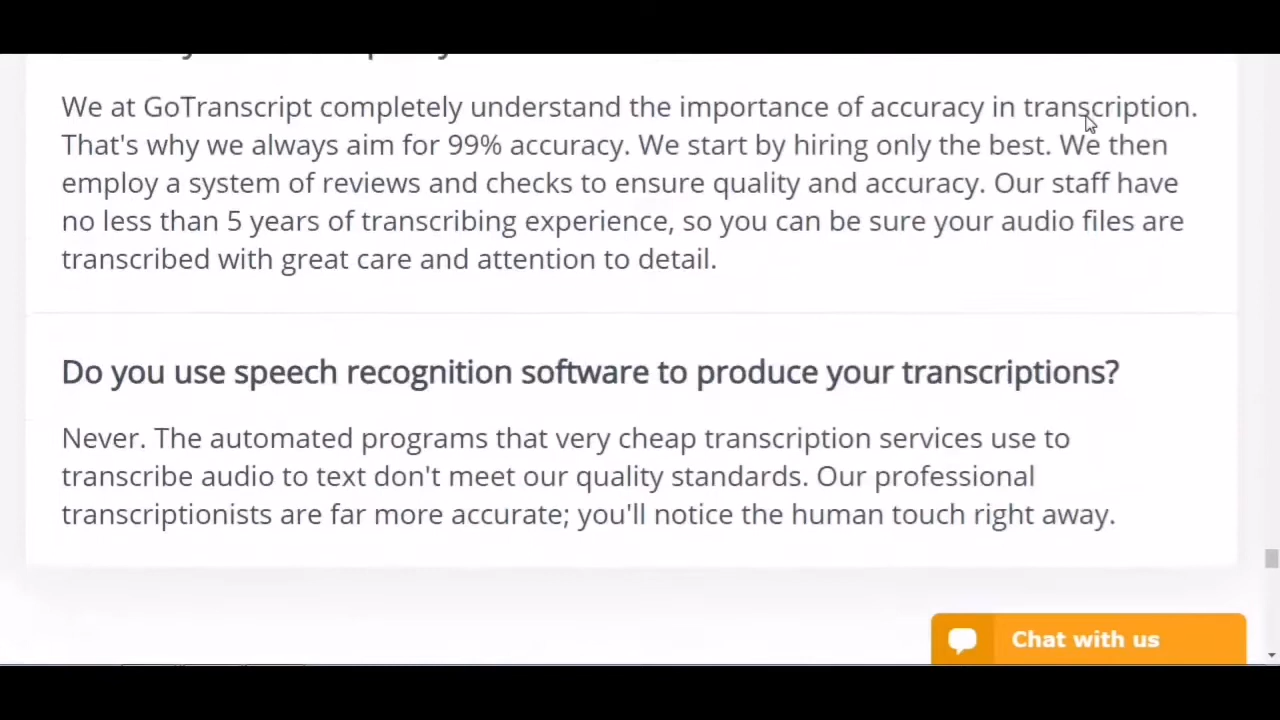 We at GoTranscript completely understand the importance of accuracy in transcription.
That's why we always aim for 99% accuracy. We start by hiring only the best. We then
employ a system of reviews and checks to ensure quality and accuracy. Our staff have
no less than 5 years of transcribing experience, so you can be sure your audio files are
transcribed with great care and attention to detail.
Do you use speech recognition software to produce your transcriptions?
Never. The automated programs that very cheap transcription services use to
transcribe audio to text don't meet our quality standards. Our professional
transcriptionists are far more accurate; you'll notice the human touch right away.
Chat with us